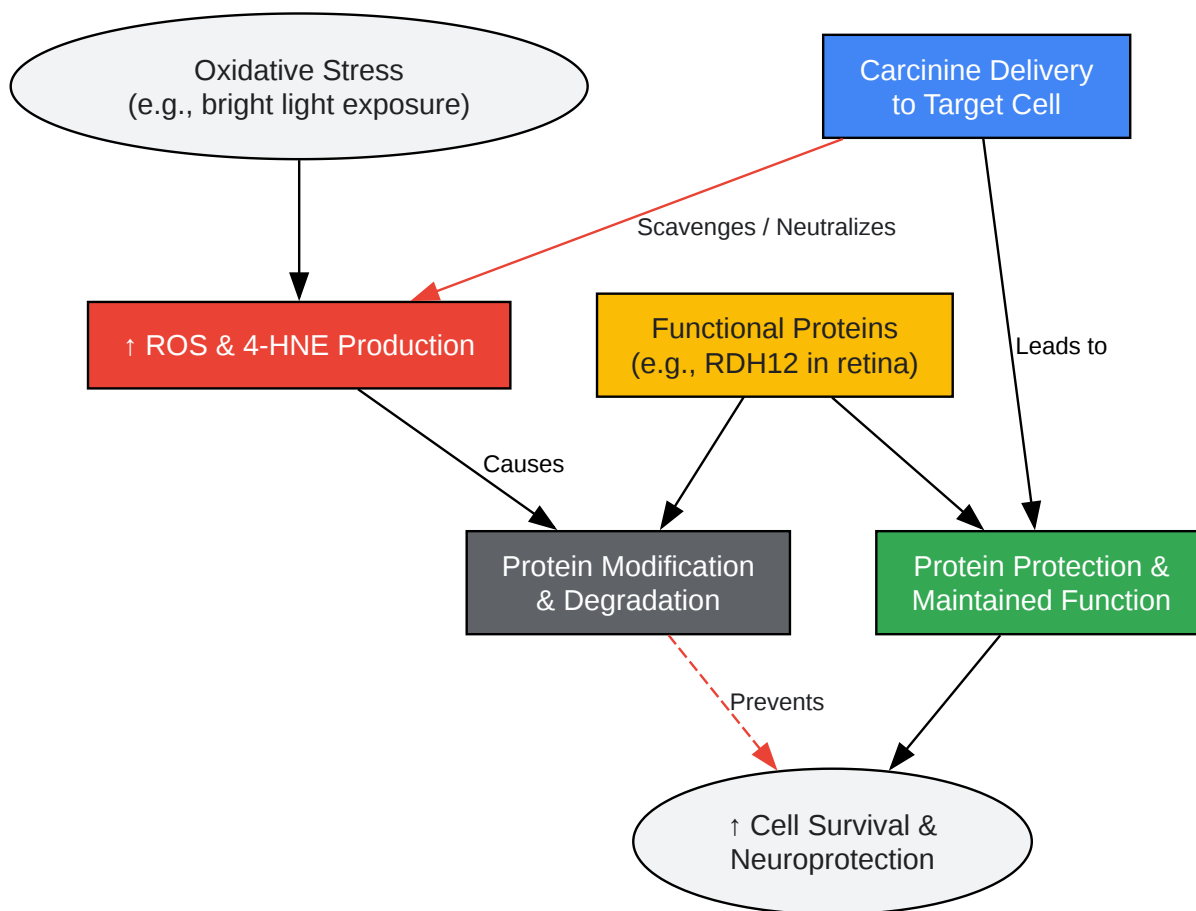 Oxidative Stress
(e.g., bright light exposure)
Carcinine Delivery
to Target Cell
Scavenges / Neutralizes
↑ ROS & 4-HNE Production
Functional Proteins
(e.g., RDH12 in retina)
Leads to
Causes
Protein Modification
& Degradation
Protein Protection &
Maintained Function
Prevents
↑ Cell Survival &
Neuroprotection